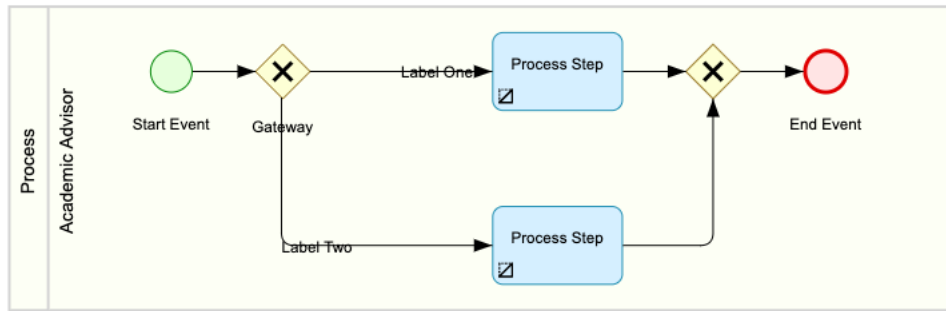 Process
Academic Advisor
Start Event
Gateway
Label One
Process Step
End Event
Label Two
Process Step